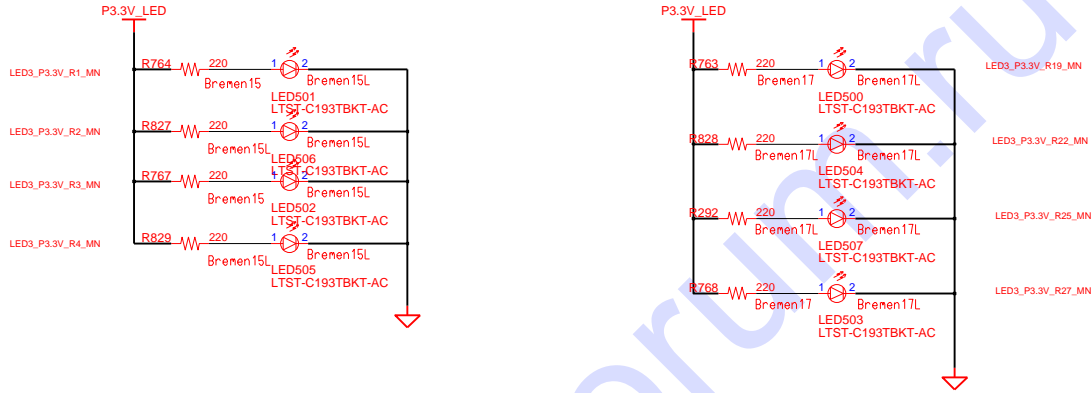 P3.3V_LED
LED3_P3.3V_R1_MN
R764 220 1 2
Bremen15 Bremen15L
LED501
LTST-C193TBKT-AC
LED3_P3.3V_R2_MN
R827 220 1 2
Bremen15L Bremen15L
LED506
LTST-C193TBKT-AC
LED3_P3.3V_R3_MN
R767 220 1 2
Bremen15 Bremen15L
LED502
LTST-C193TBKT-AC
LED3_P3.3V_R4_MN
R829 220 1 2
Bremen15L Bremen15L
LED505
LTST-C193TBKT-AC
P3.3V_LED
R763 220 1 2
LED3_P3.3V_R19_MN
Bremen17 Bremen17L
LED500
LTST-C193TBKT-AC
R828 220 1 2
LED3_P3.3V_R22_MN
Bremen17L Bremen17L
LED504
LTST-C193TBKT-AC
R292 220 1 2
LED3_P3.3V_R25_MN
Bremen17L Bremen17L
LED507
LTST-C193TBKT-AC
R768 220 1 2
LED3_P3.3V_R27_MN
Bremen17 Bremen17L
LED503
LTST-C193TBKT-AC
orum.ru